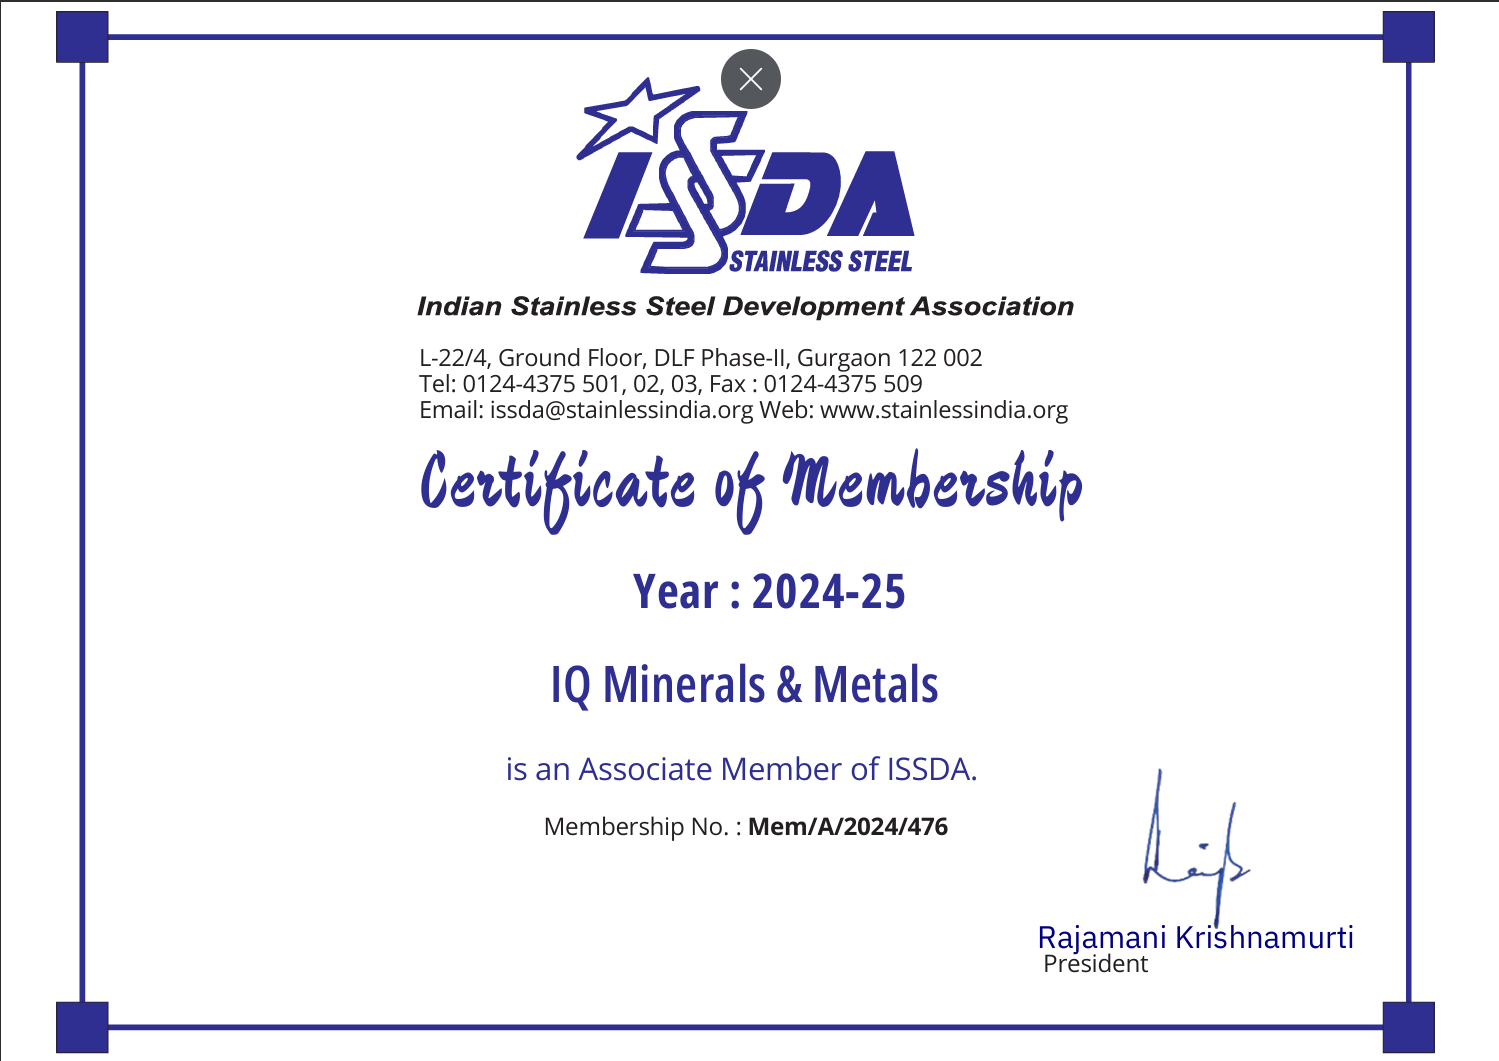 ISSDA
STAINLESS STEEL
Indian Stainless Steel Development Association
L-22/4, Ground Floor, DLF Phase-II, Gurgaon 122 002
Tel: 0124-4375 501, 02, 03, Fax : 0124-4375 509
Email: issda@stainlessindia.org Web: www.stainlessindia.org
Certificate of Membership
Year : 2024-25
IQ Minerals & Metals
is an Associate Member of ISSDA.
Membership No. : Mem/A/2024/476
Rajamani Krishnamurti
President